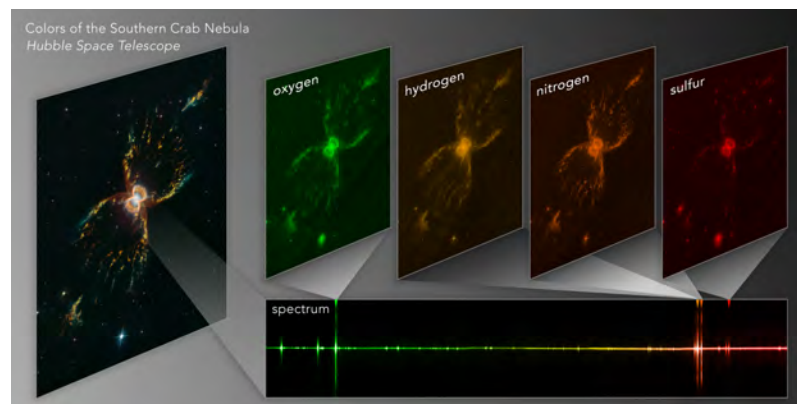 Colors of the Southern Crab Nebula
Hubble Space Telescope
oxygen
hydrogen
nitrogen
sulfur
spectrum